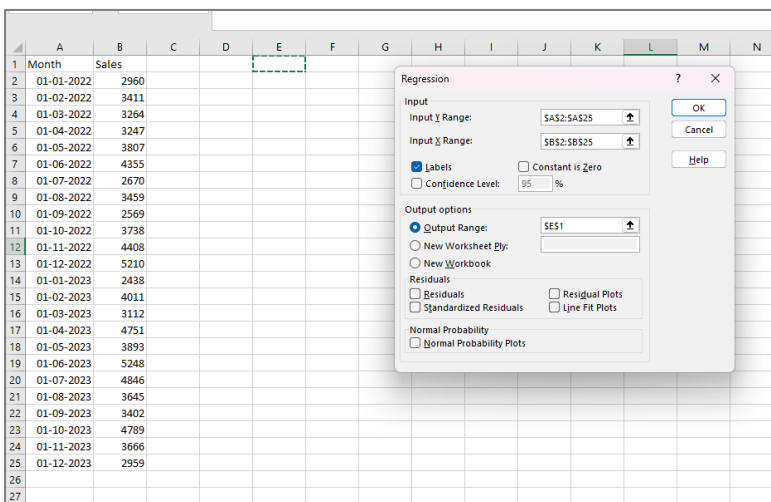 A B C D E F G H I J K L M N
1 Month Sales
2 01-01-2022 2960
3 01-02-2022 3411
4 01-03-2022 3264
5 01-04-2022 3247
6 01-05-2022 3807
7 01-06-2022 4355
8 01-07-2022 2670
9 01-08-2022 3459
10 01-09-2022 2569
11 01-10-2022 3738
12 01-11-2022 4408
13 01-12-2022 5210
14 01-01-2023 2438
15 01-02-2023 4011
16 01-03-2023 3112
17 01-04-2023 4751
18 01-05-2023 3893
19 01-06-2023 5248
20 01-07-2023 4846
21 01-08-2023 3645
22 01-09-2023 3402
23 01-10-2023 4789
24 01-11-2023 3666
25 01-12-2023 2959
26
27
Regression ? ×
Input
Input Y Range: $A$2:$A$25
Input X Range: $B$2:$B$25
Labels Constant is Zero
Confidence Level: 95 %
OK
Cancel
Help
Output options
Output Range: $E$1
New Worksheet Ply:
New Workbook
Residuals
Residuals Residual Plots
Standardized Residuals Line Fit Plots
Normal Probability
Normal Probability Plots